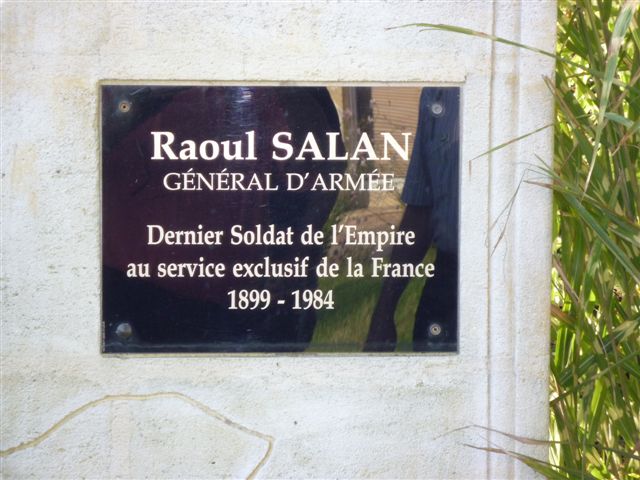 Raoul SALAN
GÉNÉRAL D'ARMÉE
Dernier Soldat de l'Empire
au service exclusif de la France
1899 - 1984